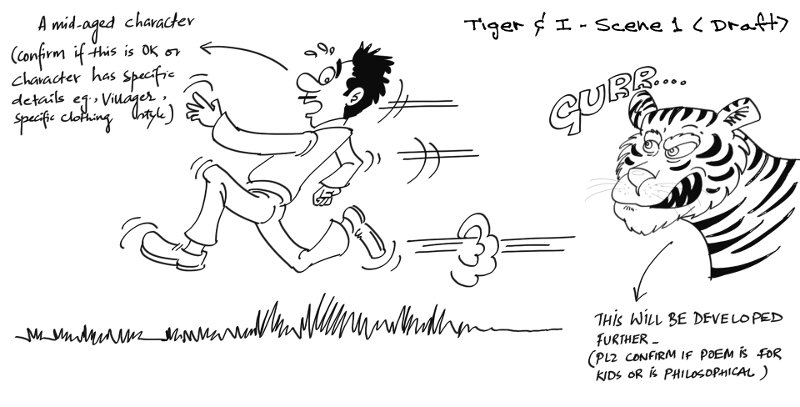 A mid-aged character
(confirm if this is OK or
character has specific
details eg., Villager,
specific clothing style)
Tiger & I - Scene 1 (Draft)
GURR....
THIS WILL BE DEVELOPED
FURTHER_
(PLZ CONFIRM IF POEM IS FOR
KIDS OR IS PHILOSOPHICAL)